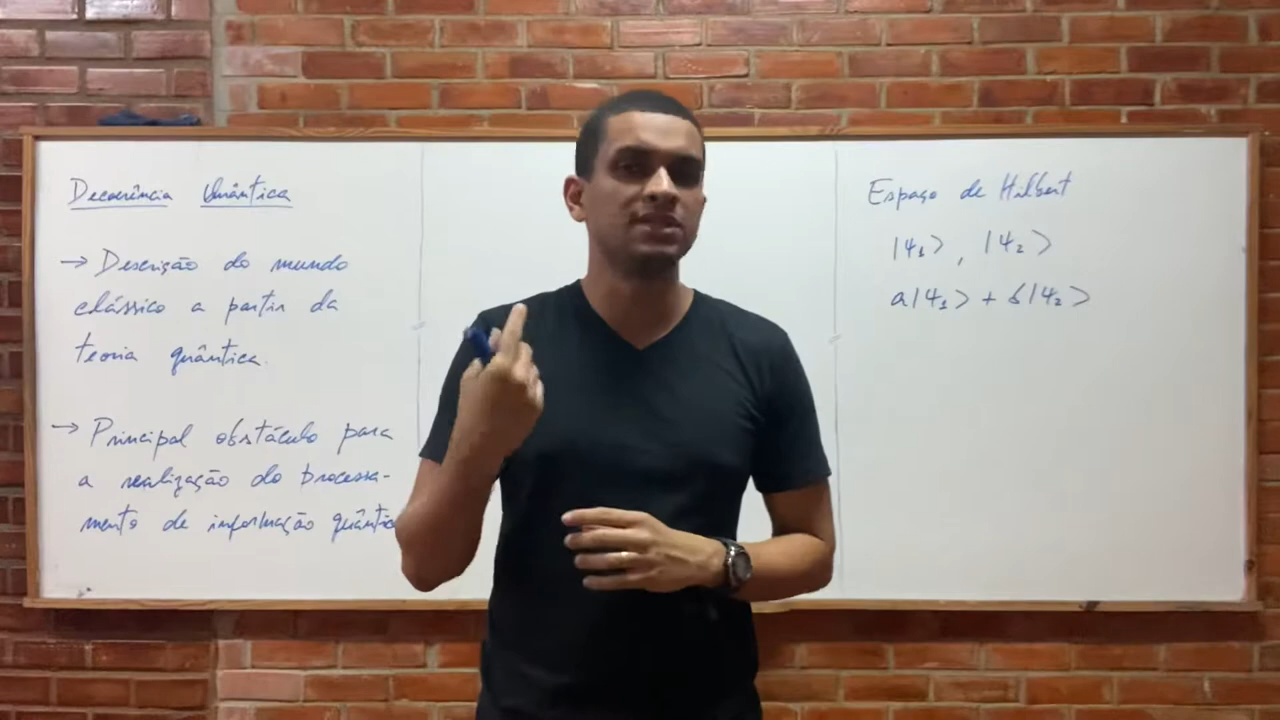 Decoerência Quântica
→ Descrição do mundo
clássico a partir da
teoria quântica.
→ Principal obstáculo para
a realização do processa-
mento de informação quântica
Espaço de Hilbert
|ψ₁⟩, |ψ₂⟩
a|ψ₁⟩ + b|ψ₂⟩